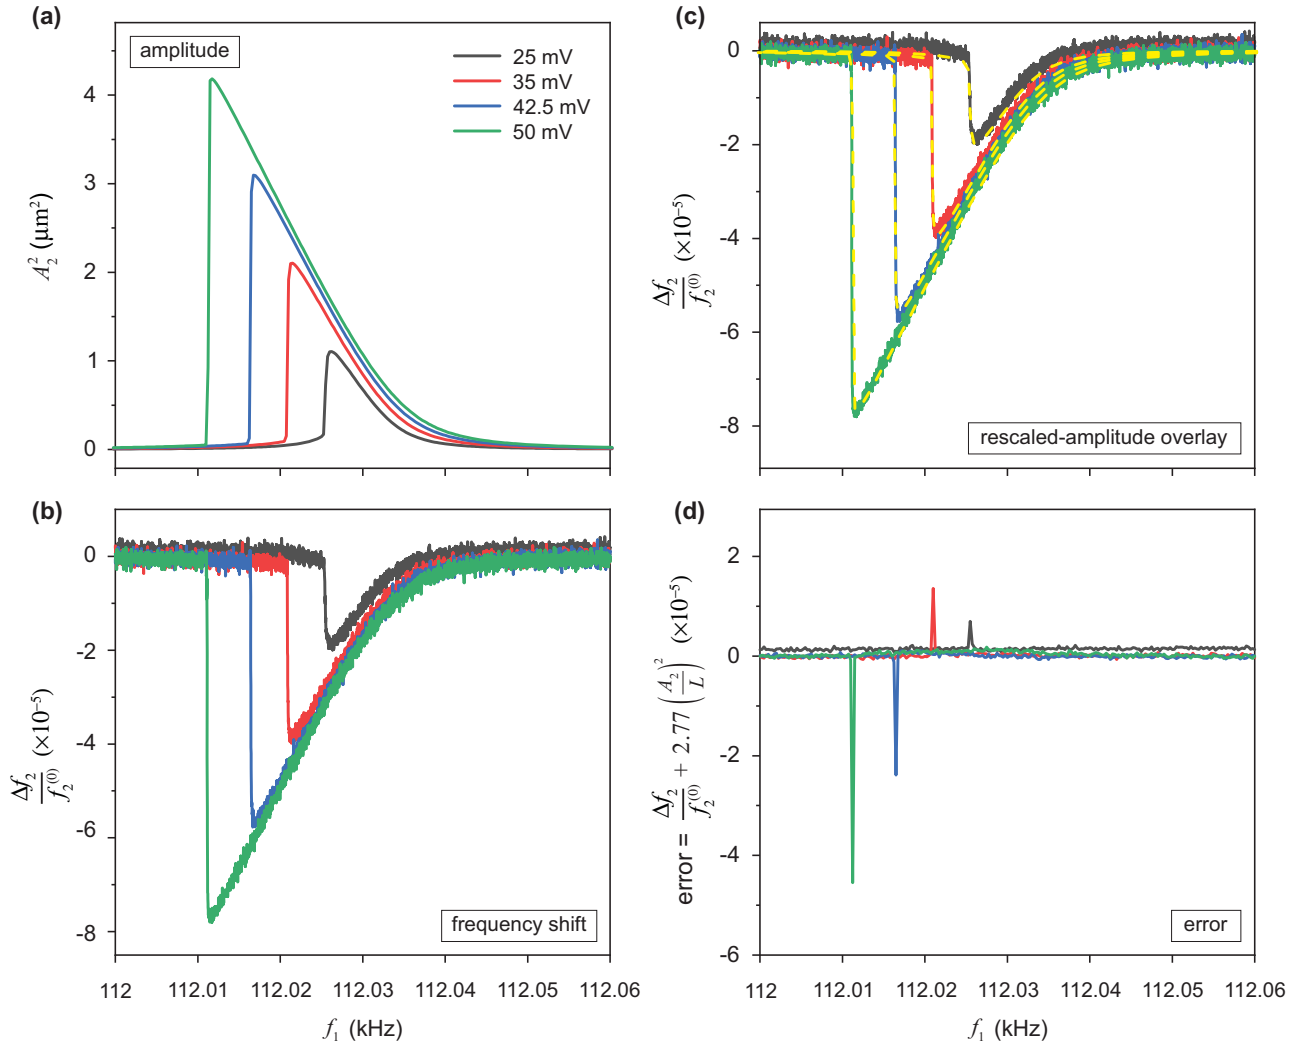 (a)
amplitude
25 mV
35 mV
42.5 mV
50 mV
4
3
2
1
0
A₂² (μm²)
(b)
0
-2
-4
-6
-8
Δf₂/f₂⁽⁰⁾ (×10⁻⁵)
frequency shift
112 112.01 112.02 112.03 112.04 112.05 112.06
f₁ (kHz)
(c)
0
-2
-4
-6
-8
Δf₂/f₂⁽⁰⁾ (×10⁻⁵)
rescaled-amplitude overlay
(d)
2
0
-2
-4
-6
error = Δf₂/f₂⁽⁰⁾ + 2.77 (A₂/L)² (×10⁻⁵)
error
112 112.01 112.02 112.03 112.04 112.05 112.06
f₁ (kHz)